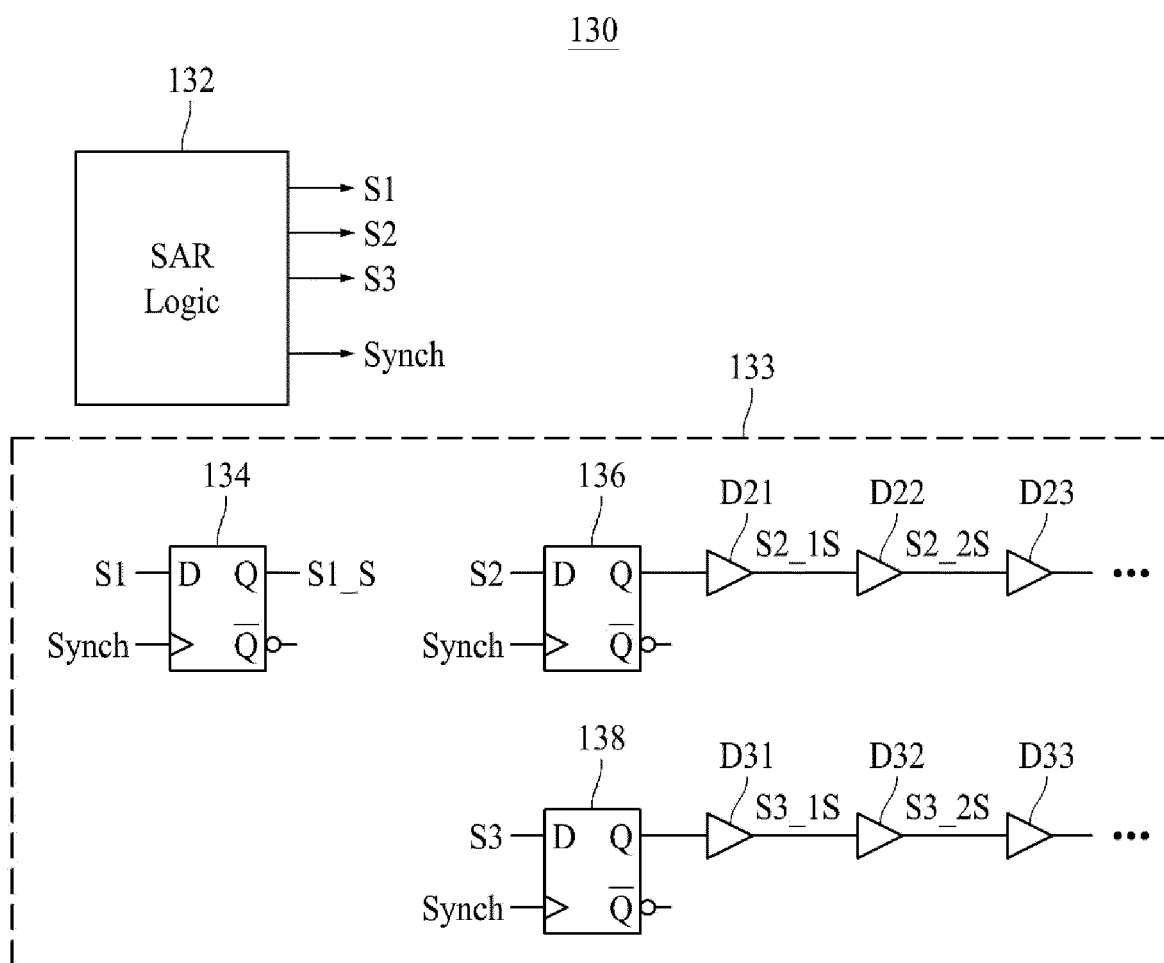 130
132
SAR
Logic
S1
S2
S3
Synch
133
134
S1 D Q S1_S
Synch Q̅
136
D21 D22 D23
S2 D Q S2_1S S2_2S •••
Synch Q̅
138
D31 D32 D33
S3 D Q S3_1S S3_2S •••
Synch Q̅